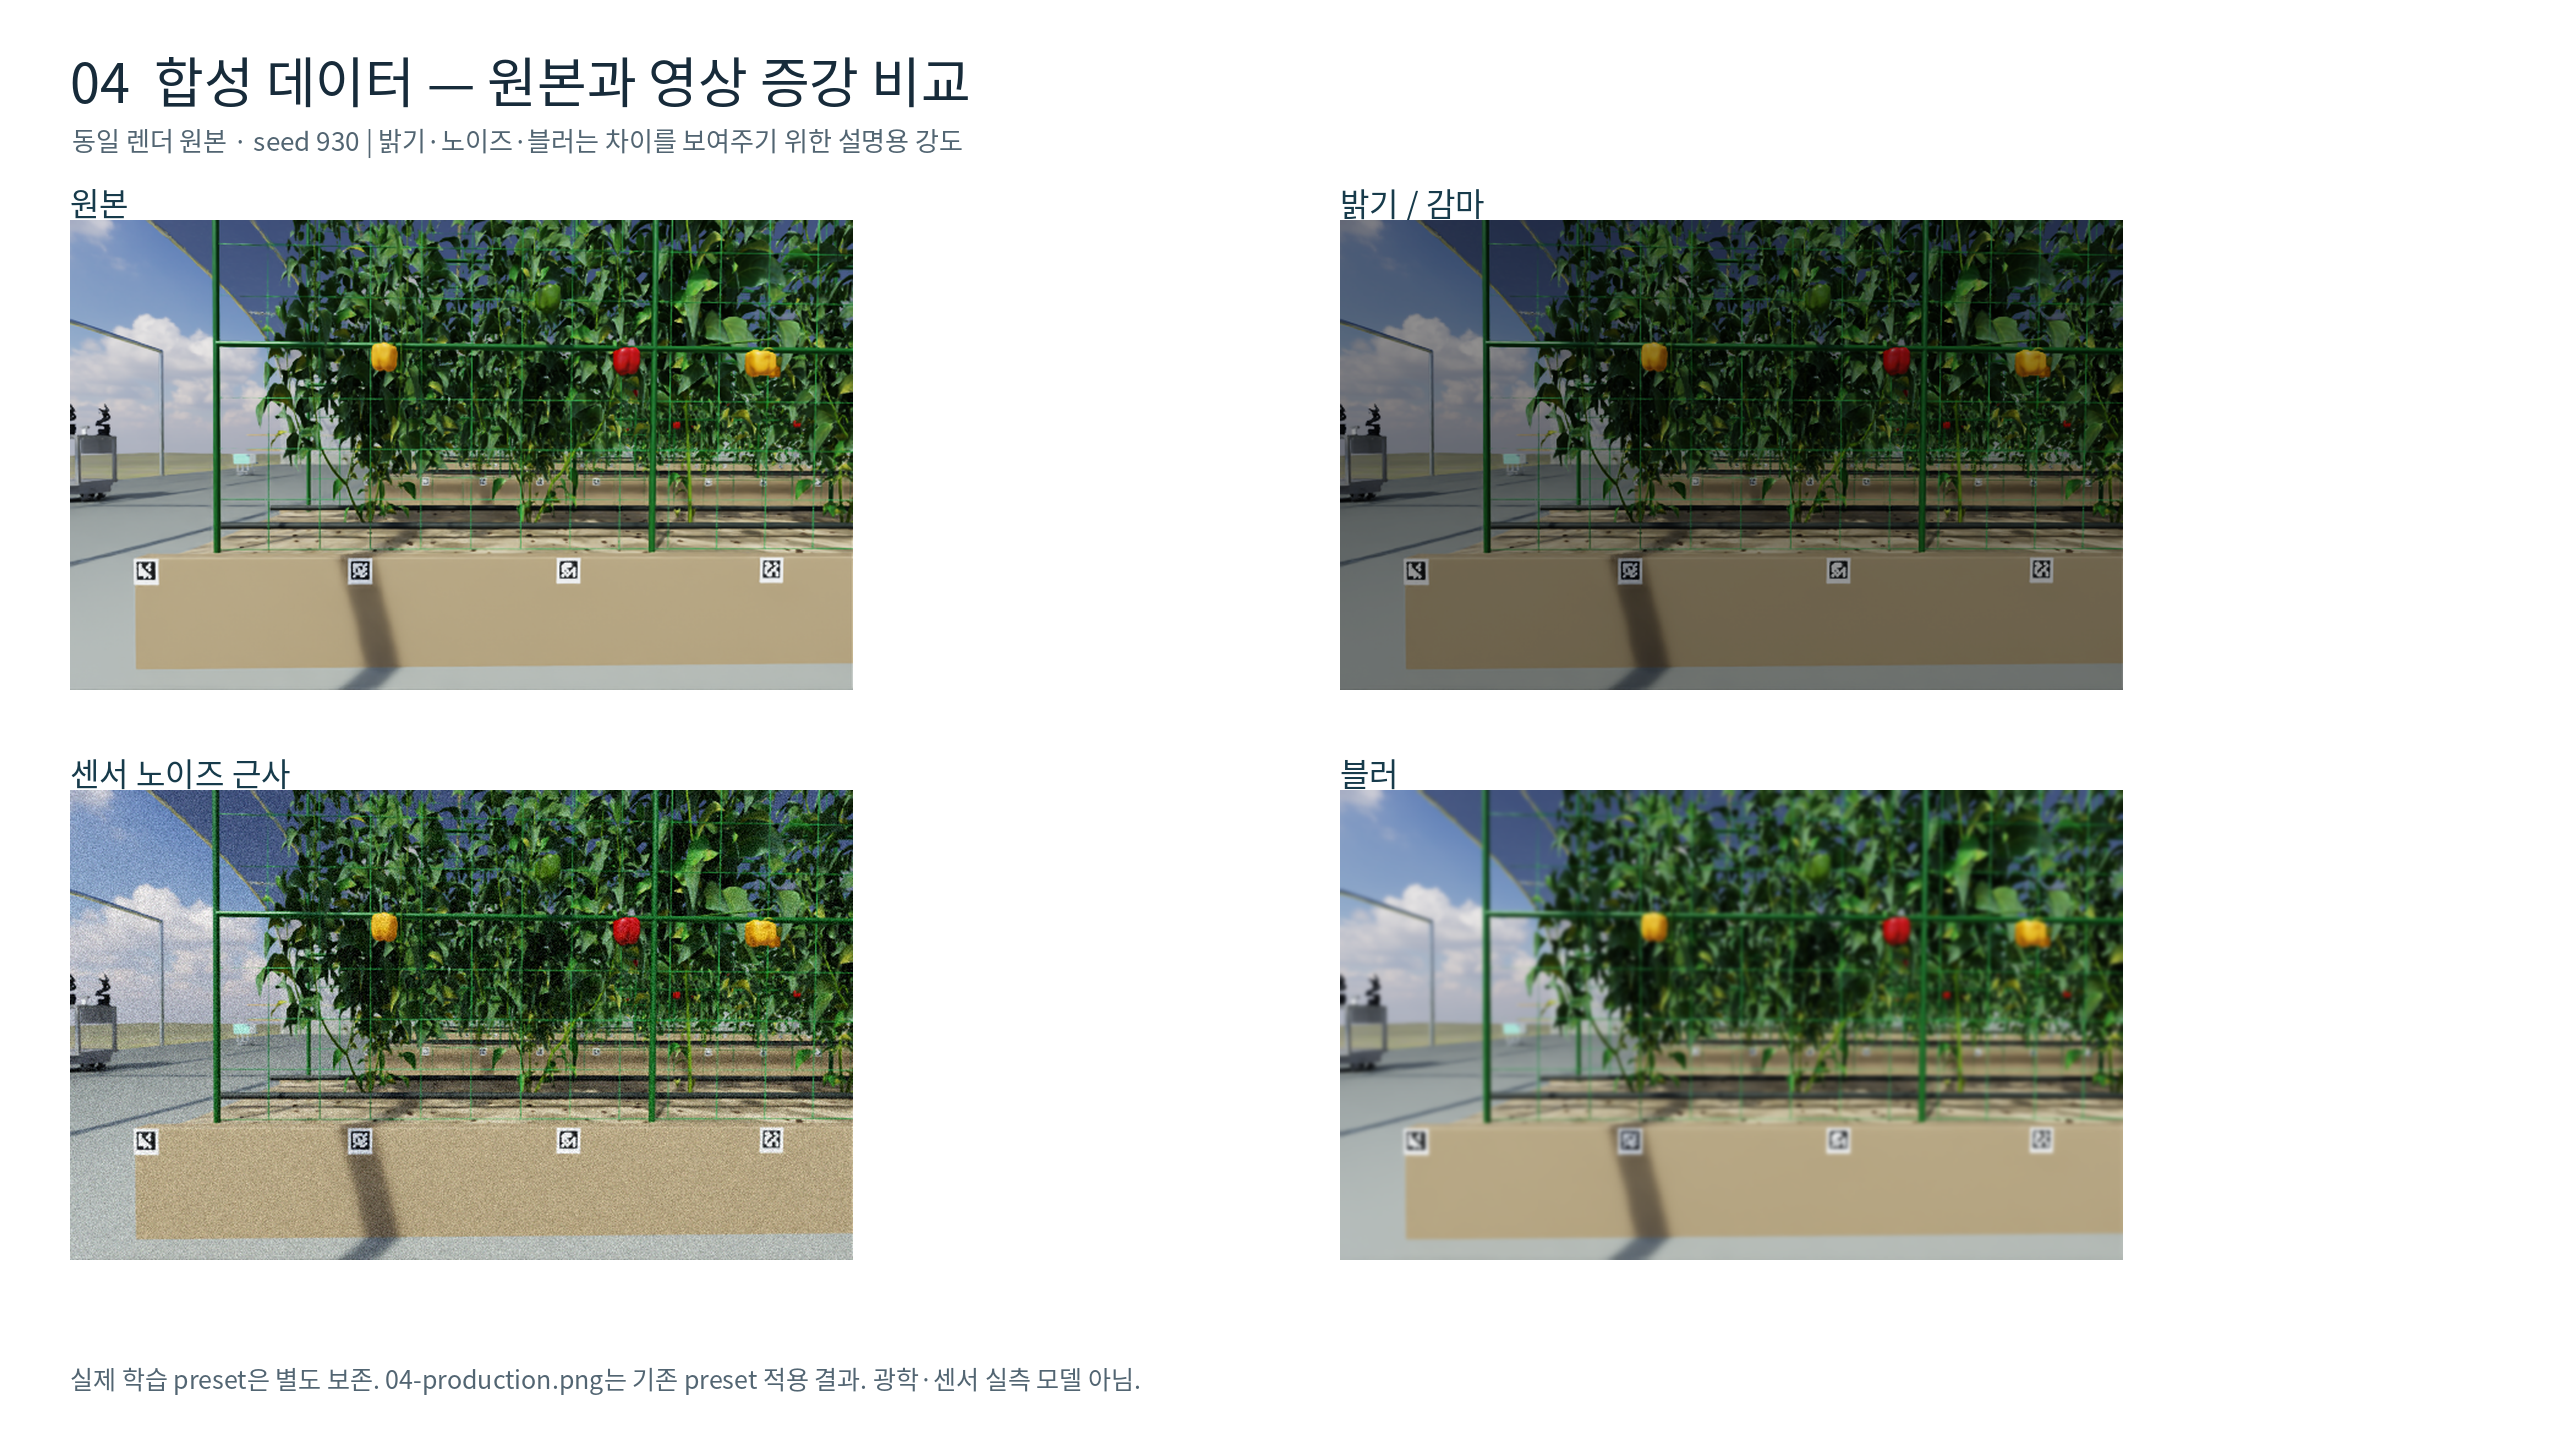 04 합성 데이터 — 원본과 영상 증강 비교
동일 렌더 원본 · seed 930 | 밝기·노이즈·블러는 차이를 보여주기 위한 설명용 강도
원본
밝기 / 감마
센서 노이즈 근사
블러
실제 학습 preset은 별도 보존. 04-production.png는 기존 preset 적용 결과. 광학·센서 실측 모델 아님.